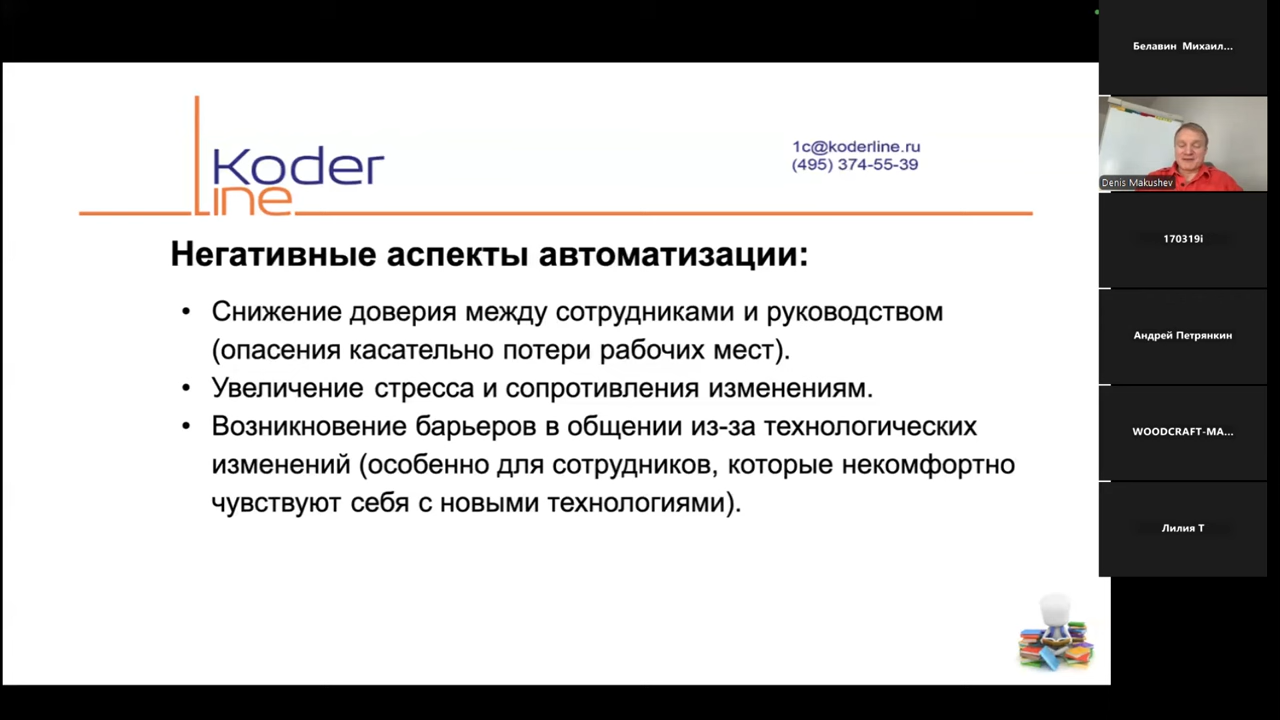 Koder
Line
1c@koderline.ru
(495) 374-55-39
Негативные аспекты автоматизации:
• Снижение доверия между сотрудниками и руководством
(опасения касательно потери рабочих мест).
• Увеличение стресса и сопротивления изменениям.
• Возникновение барьеров в общении из-за технологических
изменений (особенно для сотрудников, которые некомфортно
чувствуют себя с новыми технологиями).
Белавин Михаил...
Denis Makushev
170319i
Андрей Петрянкин
WOODCRAFT-MA...
Лилия Т